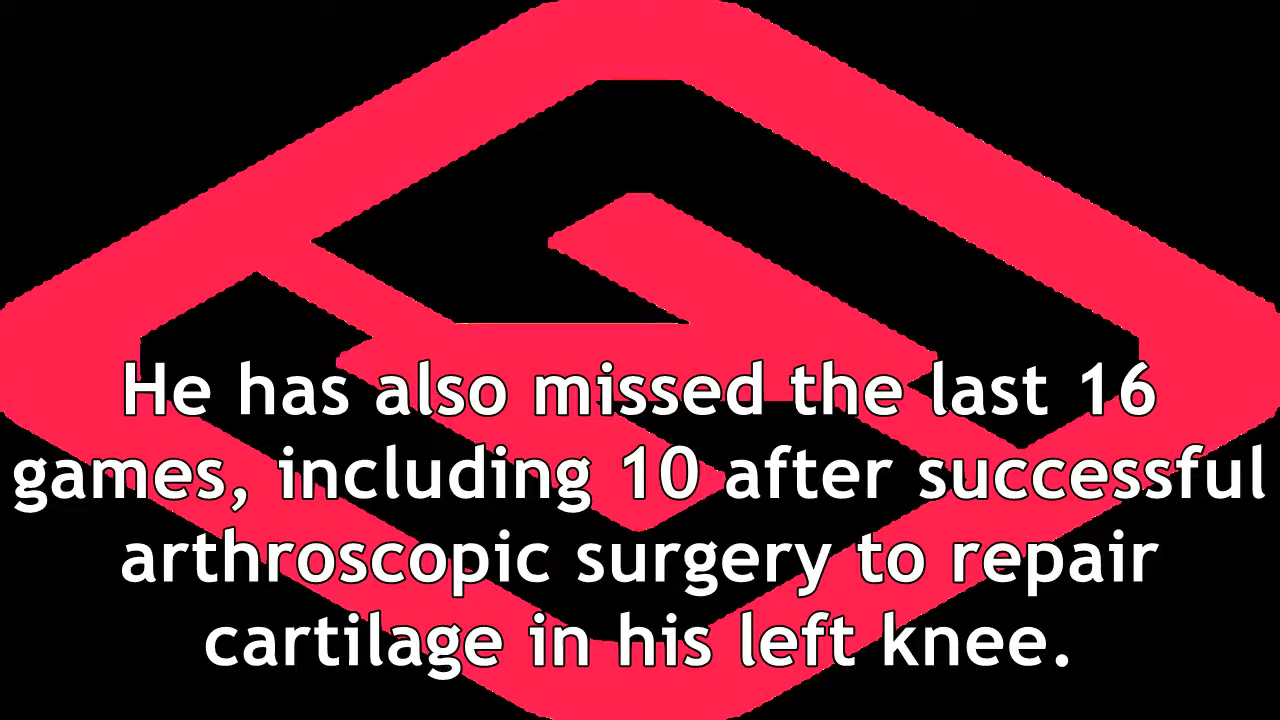 He has also missed the last 16
games, including 10 after successful
arthroscopic surgery to repair
cartilage in his left knee.